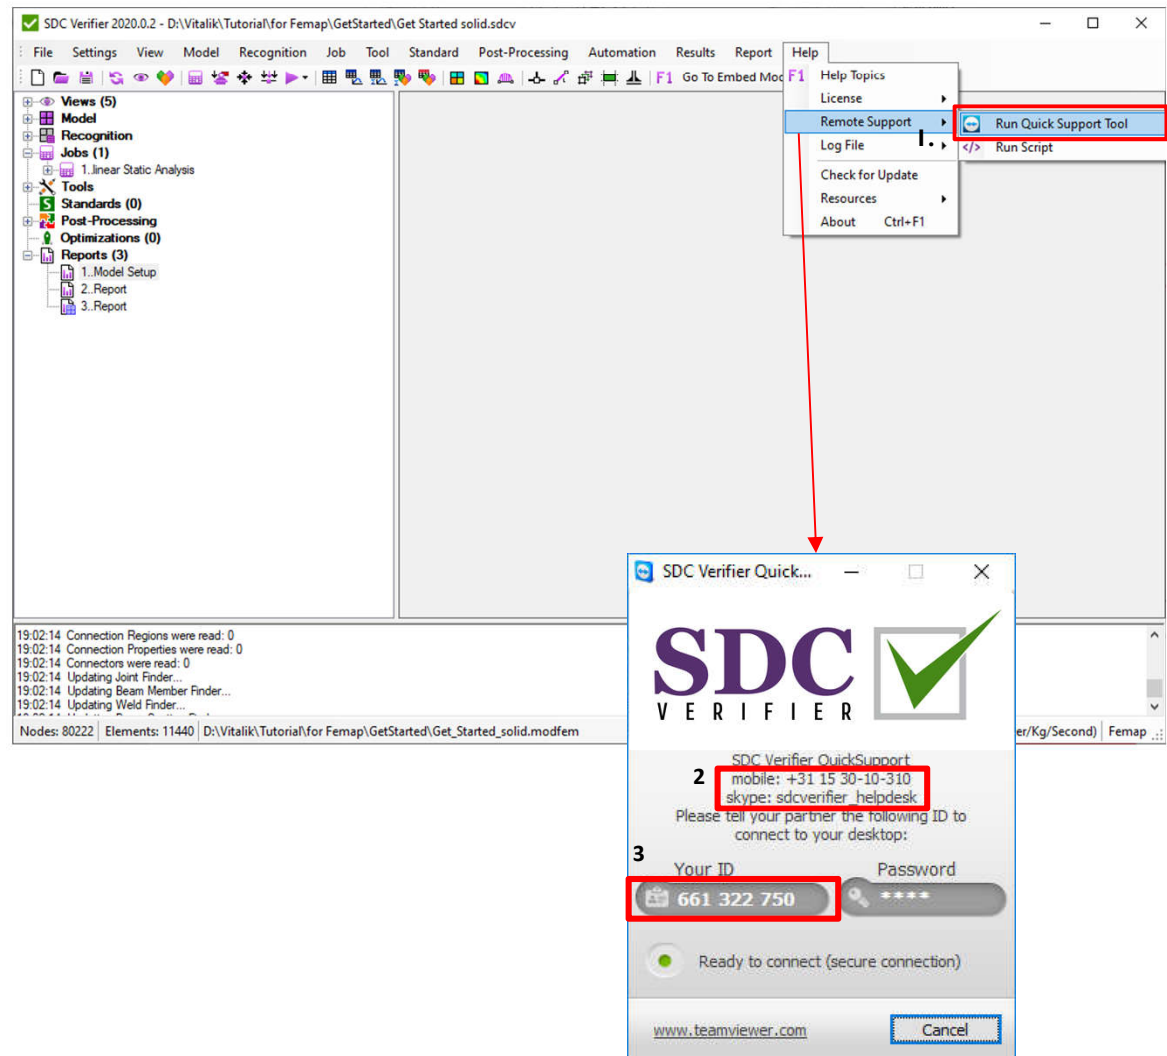 SDC Verifier 2020.0.2 - D:\Vitalik\Tutorial\for Femap\GetStarted\Get Started solid.sdcv
File Settings View Model Recognition Job Tool Standard Post-Processing Automation Results Report Help
F1 Go To Embed Mod
F1 Help Topics
License
Remote Support
Log File
Check for Update
Resources
About Ctrl+F1
1.
Run Quick Support Tool
</> Run Script
Views (5)
Model
Recognition
Jobs (1)
1..linear Static Analysis
Tools
Standards (0)
Post-Processing
Optimizations (0)
Reports (3)
1..Model Setup
2..Report
3..Report
19:02:14 Connection Regions were read: 0
19:02:14 Connection Properties were read: 0
19:02:14 Connectors were read: 0
19:02:14 Updating Joint Finder...
19:02:14 Updating Beam Member Finder...
19:02:14 Updating Weld Finder...
Nodes: 80222 Elements: 11440 D:\Vitalik\Tutorial\for Femap\GetStarted\Get_Started_solid.modfem
er/Kg/Second) Femap
SDC Verifier Quick...
SDC
VERIFIER
SDC Verifier QuickSupport
2 mobile: +31 15 30-10-310
skype: sdcverifier_helpdesk
Please tell your partner the following ID to
connect to your desktop:
3
Your ID Password
661 322 750 ****
Ready to connect (secure connection)
www.teamviewer.com Cancel